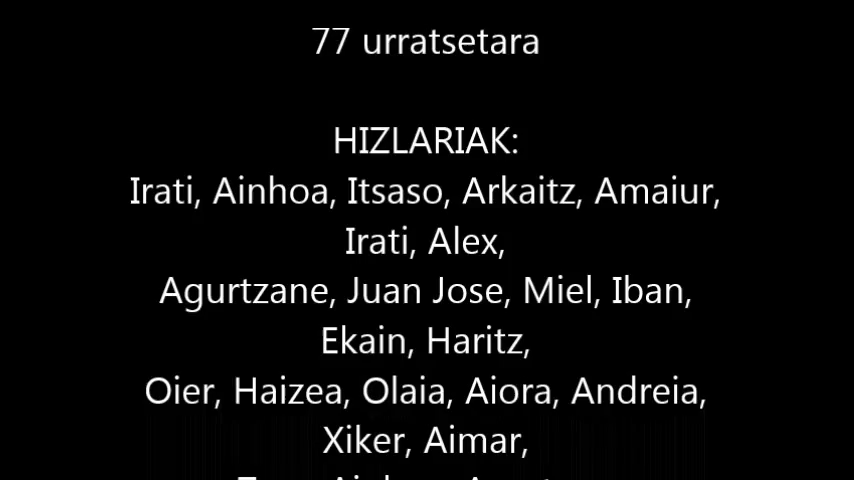 77 urratsetara
HIZLARIAK:
Irati, Ainhoa, Itsaso, Arkaitz, Amaiur,
Irati, Alex,
Agurtzane, Juan Jose, Miel, Iban,
Ekain, Haritz,
Oier, Haizea, Olaia, Aiora, Andreia,
Xiker, Aimar,